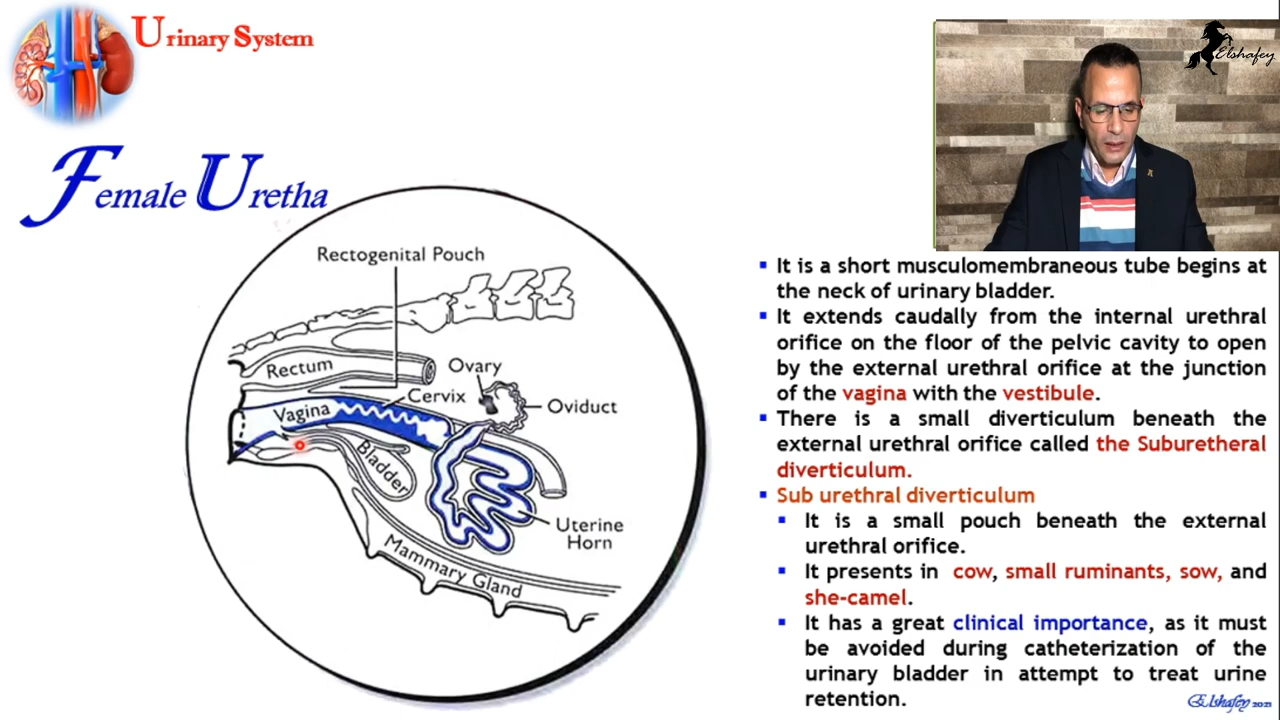 Urinary System
Elshafey
Female Uretha
Rectogenital Pouch
Rectum
Ovary
Cervix
Oviduct
Vagina
Bladder
Uterine
Horn
Mammary Gland
▪ It is a short musculomembraneous tube begins at
the neck of urinary bladder.
▪ It extends caudally from the internal urethral
orifice on the floor of the pelvic cavity to open
by the external urethral orifice at the junction
of the vagina with the vestibule.
▪ There is a small diverticulum beneath the
external urethral orifice called the Suburetheral
diverticulum.
▪ Sub urethral diverticulum
▪ It is a small pouch beneath the external
urethral orifice.
▪ It presents in cow, small ruminants, sow, and
she-camel.
▪ It has a great clinical importance, as it must
be avoided during catheterization of the
urinary bladder in attempt to treat urine
retention.
Elshafey 2021